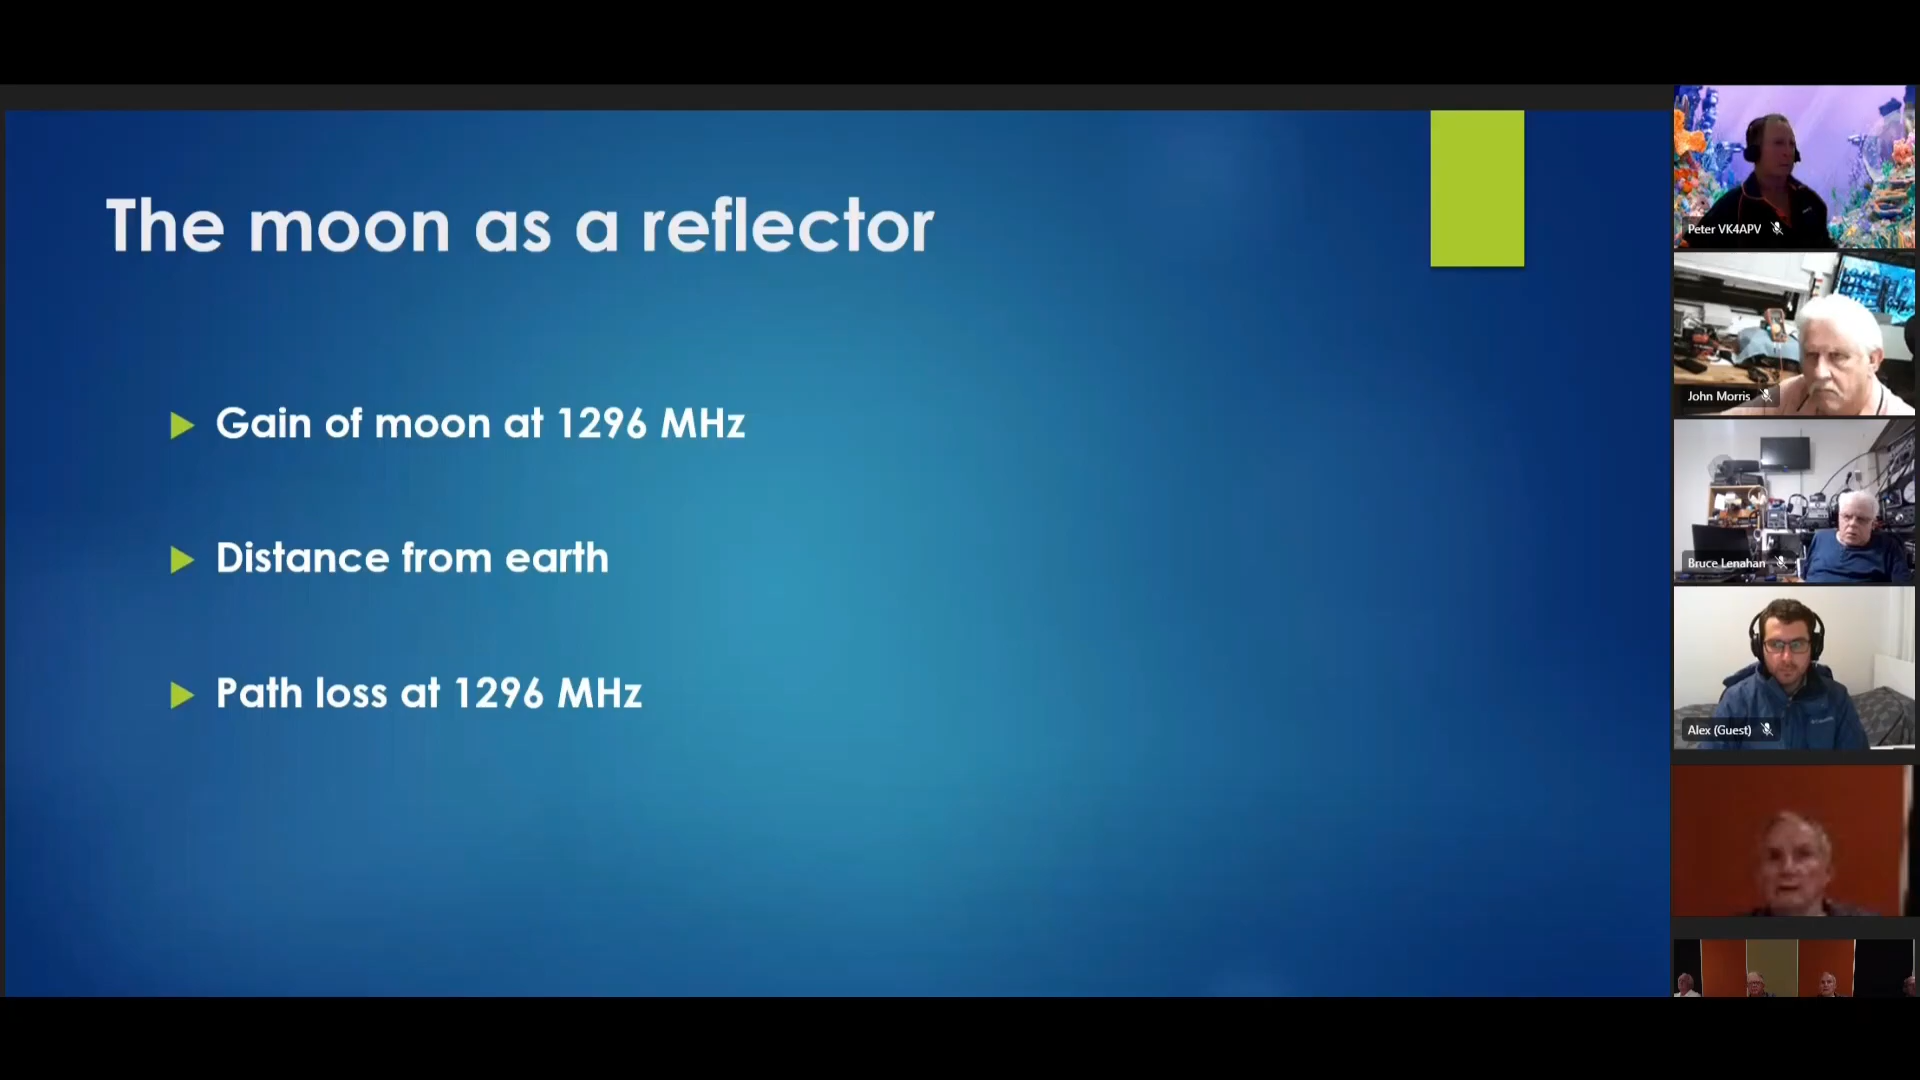 The moon as a reflector
Gain of moon at 1296 MHz
Distance from earth
Path loss at 1296 MHz
Peter VK4APV
John Morris
Bruce Lenahan
Alex (Guest)